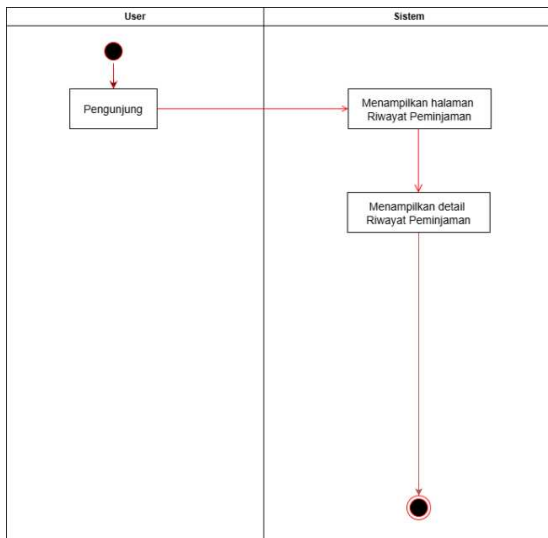 User
Sistem
Pengunjung
Menampilkan halaman
Riwayat Peminjaman
Menampilkan detail
Riwayat Peminjaman